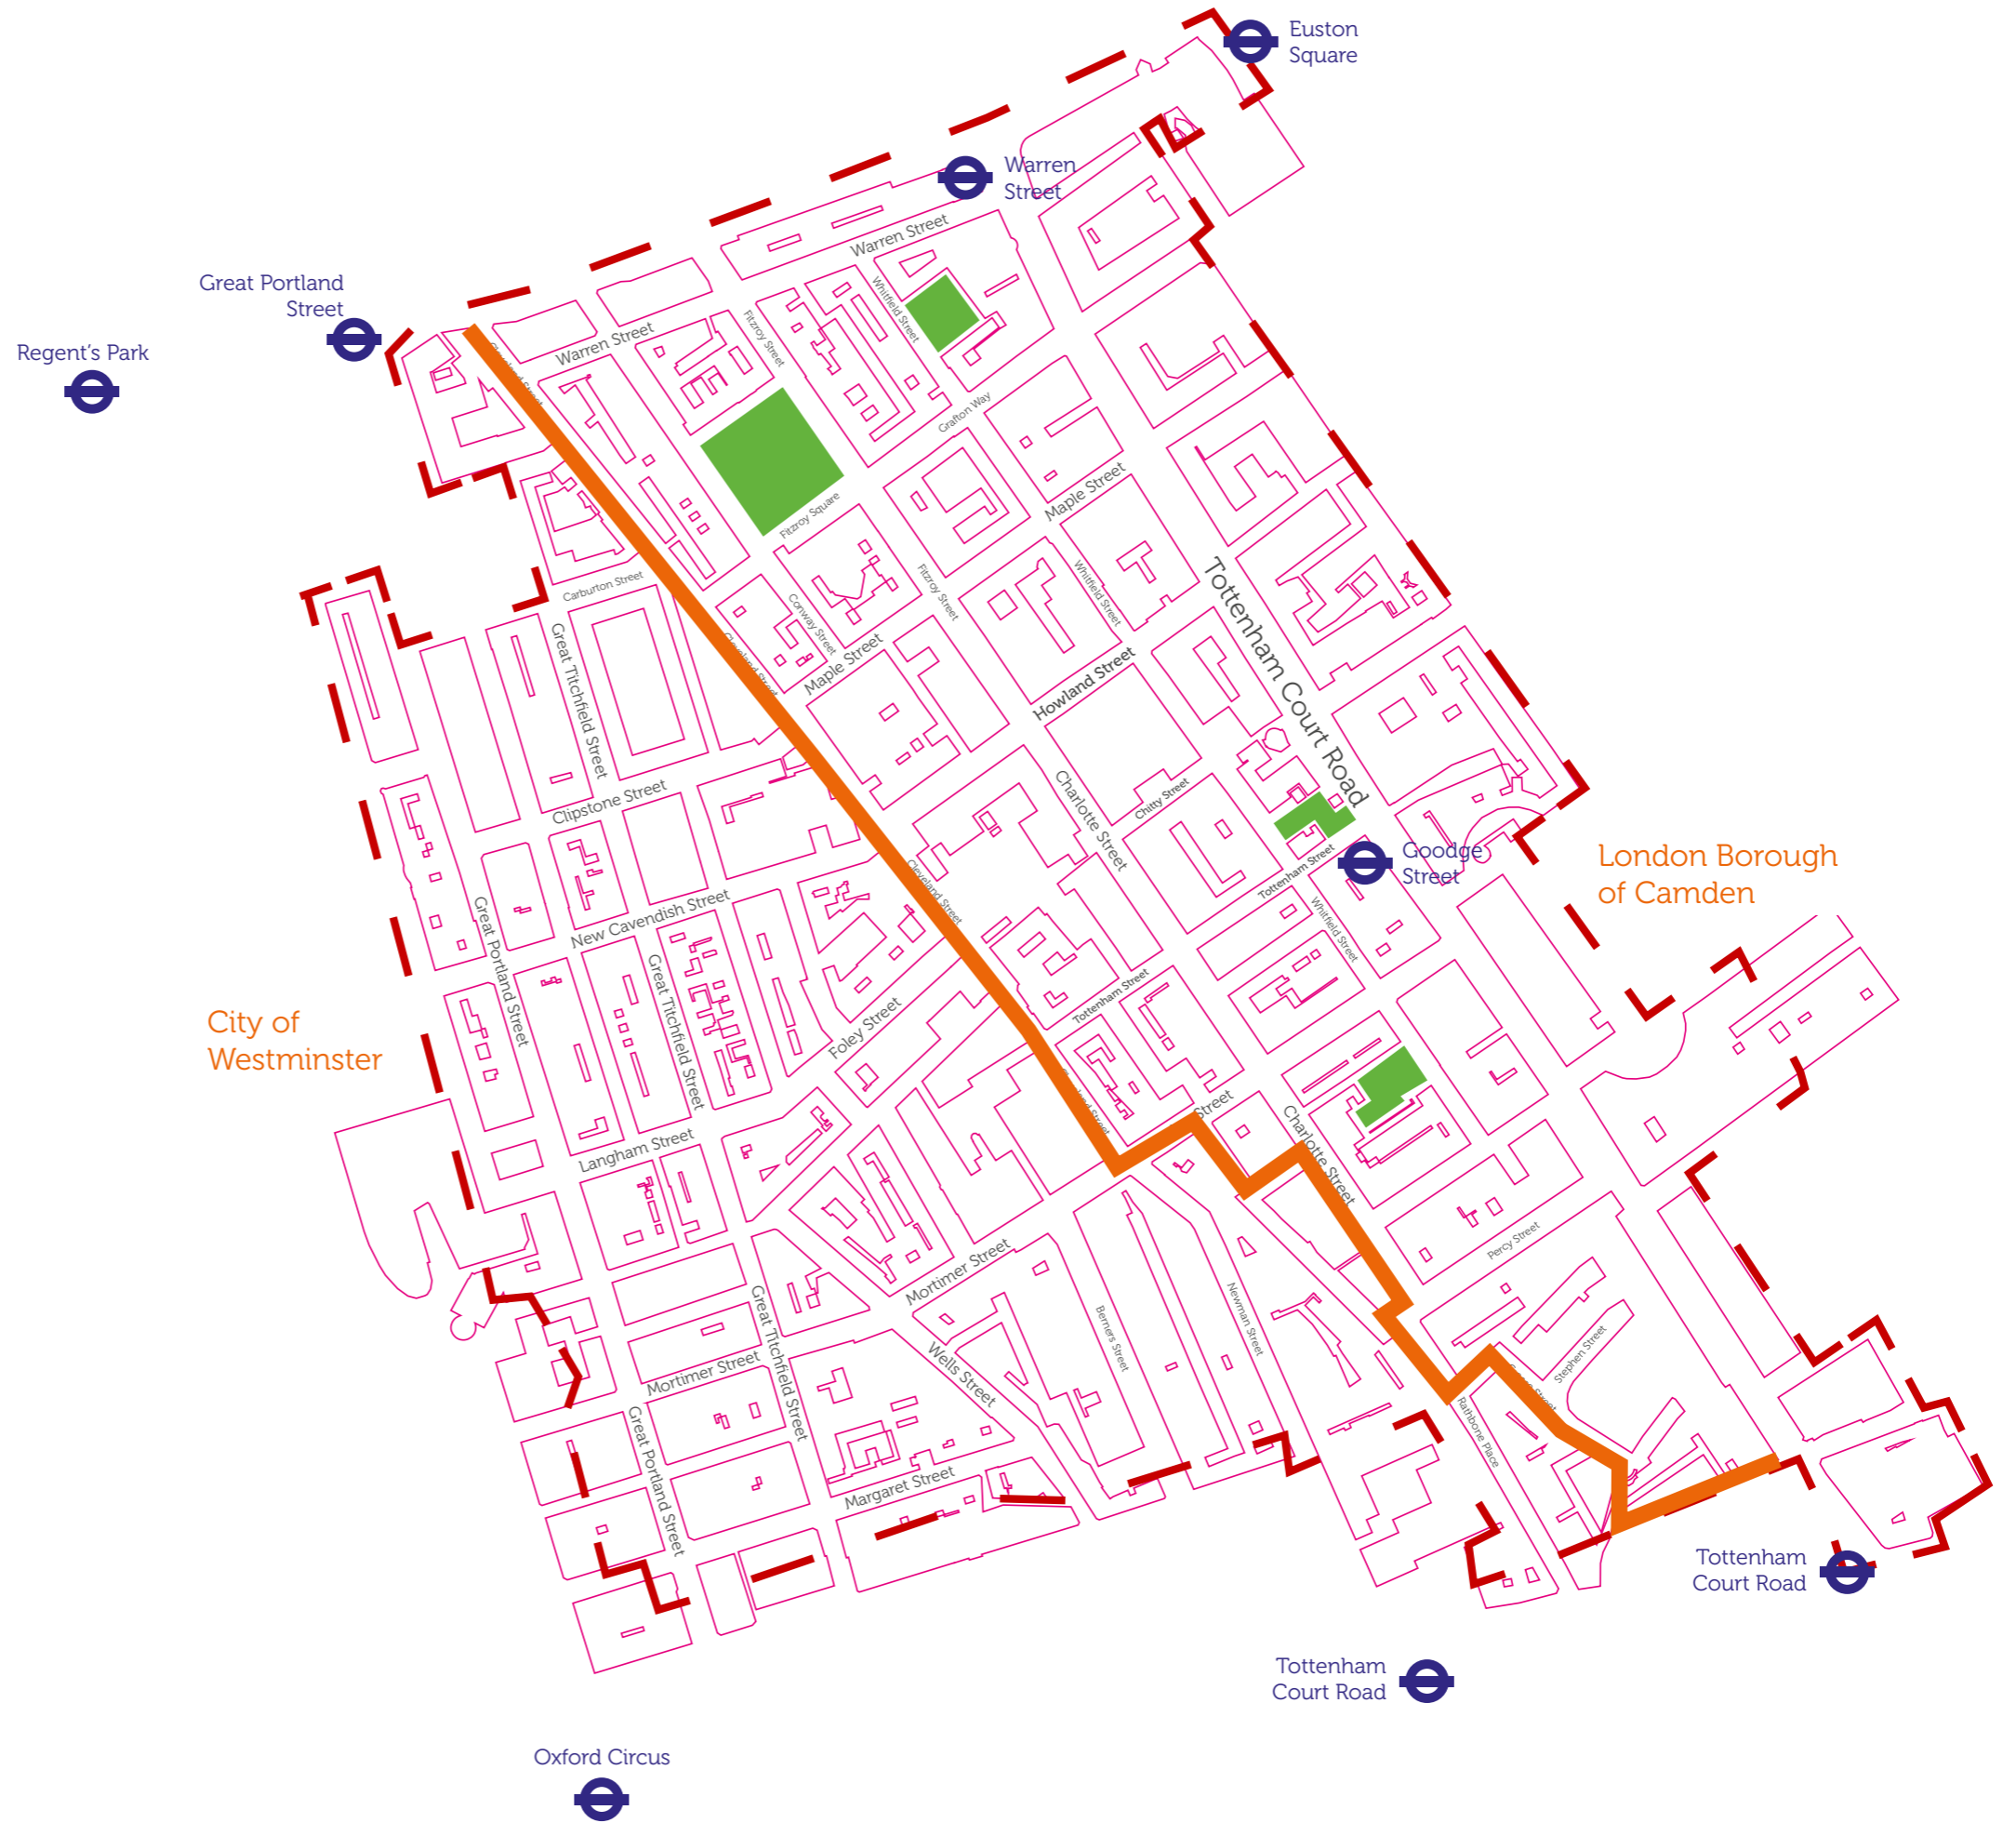 Euston
Square
Warren
Street
Warren Street
Great Portland
Street
Whitfield Street
Fitzroy Street
Warren Street
Regent's Park
Cleveland Street
Grafton Way
Maple Street
Fitzroy Square
Tottenham Court Road
Carburton Street
Fitzroy Street
Whitfield Street
Conway Street
Great Titchfield Street
Cleveland Street
Maple Street
Howland Street
Charlotte Street
Chitty Street
Clipstone Street
Goodge
Street
Tottenham Street
London Borough
of Camden
Cleveland Street
New Cavendish Street
Great Portland Street
Whitfield Street
Great Titchfield Street
Tottenham Street
Foley Street
City of
Westminster
Cleveland Street
Street
Charlotte Street
Langham Street
Percy Street
Mortimer Street
Newman Street
Great Titchfield Street
Berners Street
Stephen Street
Wells Street
Mortimer Street
Street
Rathbone Place
Great Portland Street
Margaret Street
Tottenham
Court Road
Tottenham
Court Road
Oxford Circus